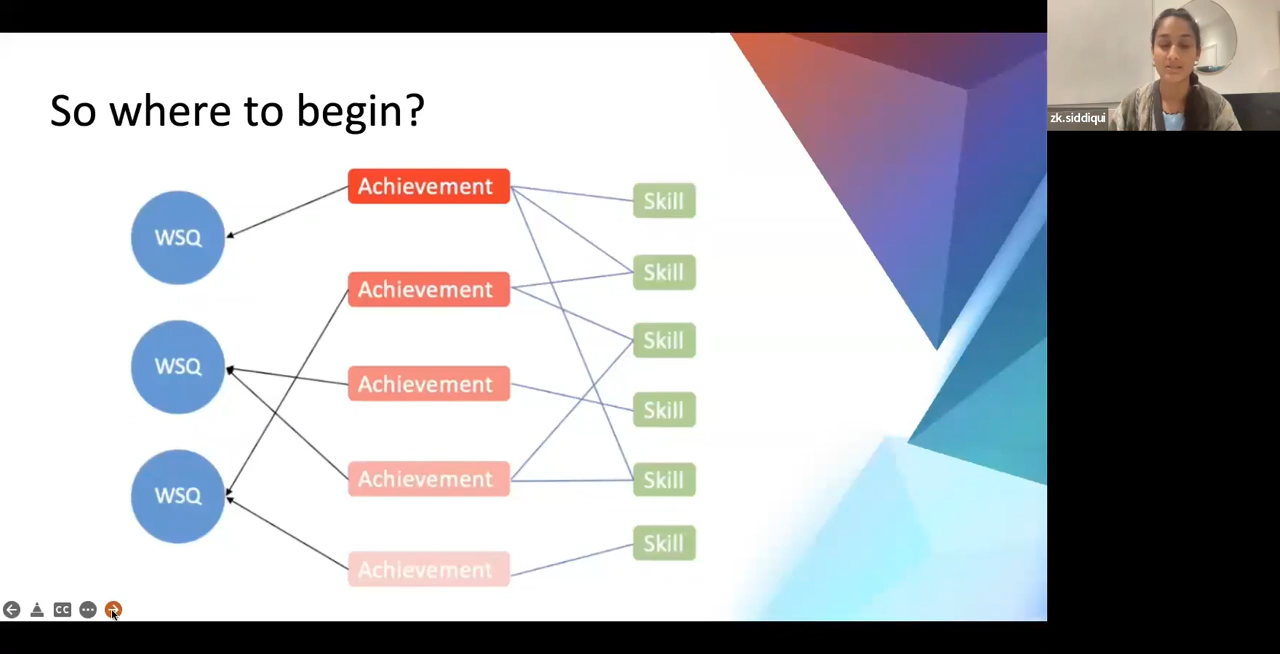 So where to begin?
WSQ
WSQ
WSQ
Achievement
Achievement
Achievement
Achievement
Achievement
Skill
Skill
Skill
Skill
Skill
Skill
CC
zk.siddiqui